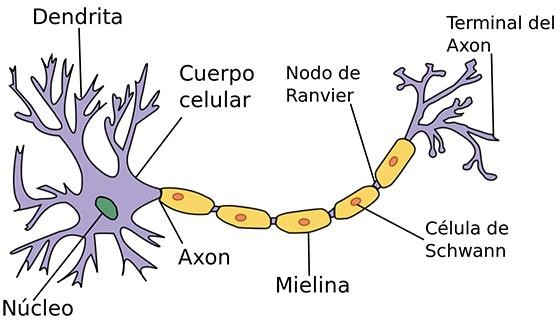 Dendrita
Terminal del
Axon
Cuerpo
celular
Nodo de
Ranvier
Célula de
Schwann
Axon
Mielina
Núcleo